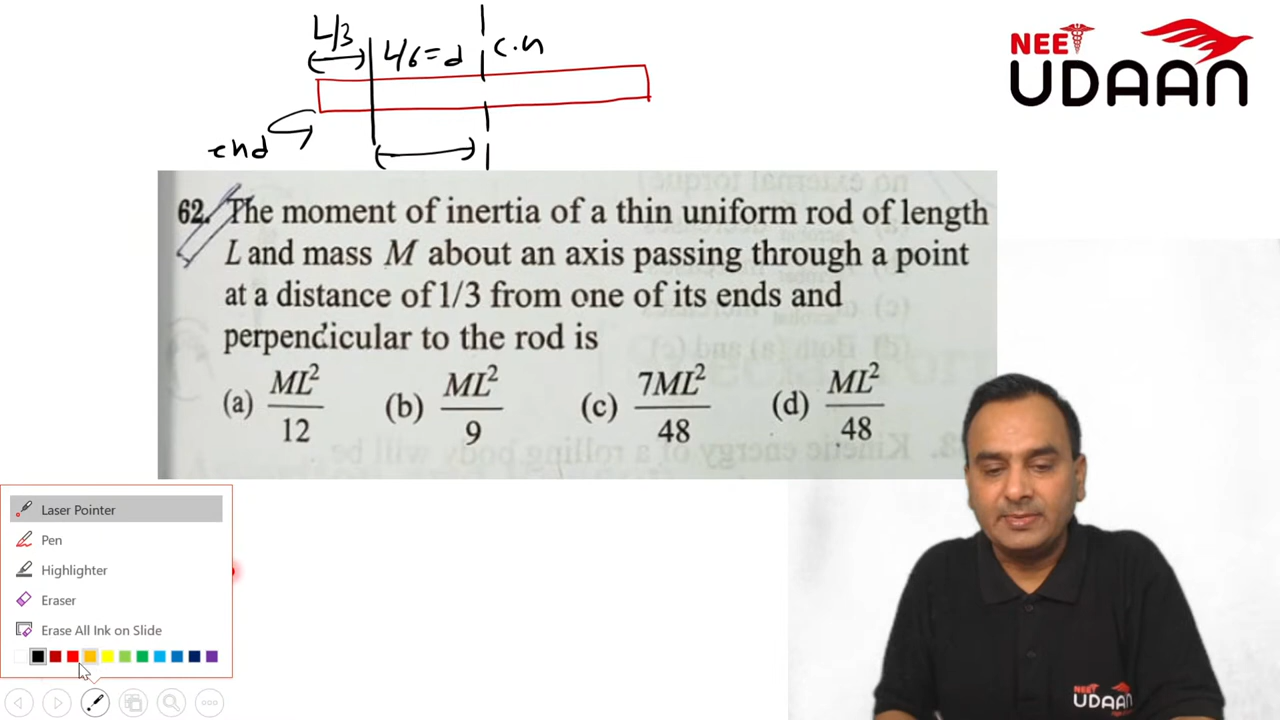 L/3
L/6=d
C.M
end
NEET
UDAAN
62. The moment of inertia of a thin uniform rod of length
L and mass M about an axis passing through a point
at a distance of 1/3 from one of its ends and
perpendicular to the rod is
(a) ML²/12 (b) ML²/9 (c) 7ML²/48 (d) ML²/48
Laser Pointer
Pen
Highlighter
Eraser
Erase All Ink on Slide
NEET
UDAAN